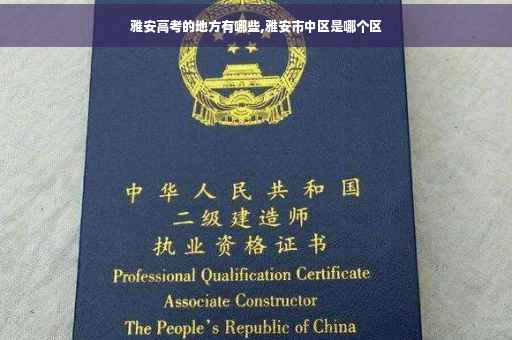 雅安高考的地方有哪些,雅安市中区是哪个区
中华人民共和国
二级建造师
执业资格证书
Professional Qualification Certificate
Associate Constructor
The People's Republic of China